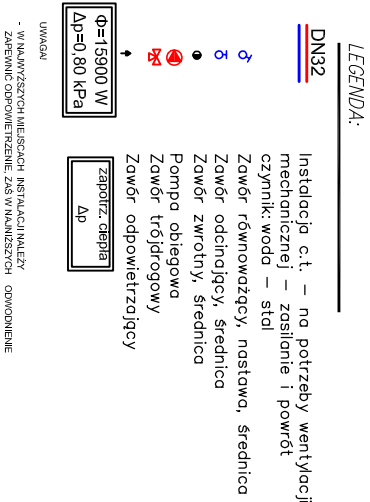 LEGENDA:
DN32
Instalacja c.t. – na potrzeby wentylacji
mechanicznej – zasilanie i powrót
czynnik: woda – stal
Zawór równoważący, nastawa, średnica
Zawór odcinający, średnica
Zawór zwrotny, średnica
Pompa obiegowa
Zawór trójdrogowy
Zawór odpowietrzający
Φ=15900 W
Δp=0,80 kPa
zapotrz. ciepła
Δp
UWAGA!
- W NAJWYŻSZYCH MIEJSCACH INSTALACJI NALEŻY
ZAPEWNIĆ ODPOWIETRZENIE, ZAŚ W NAJNIŻSZYCH ODWODNIENIE